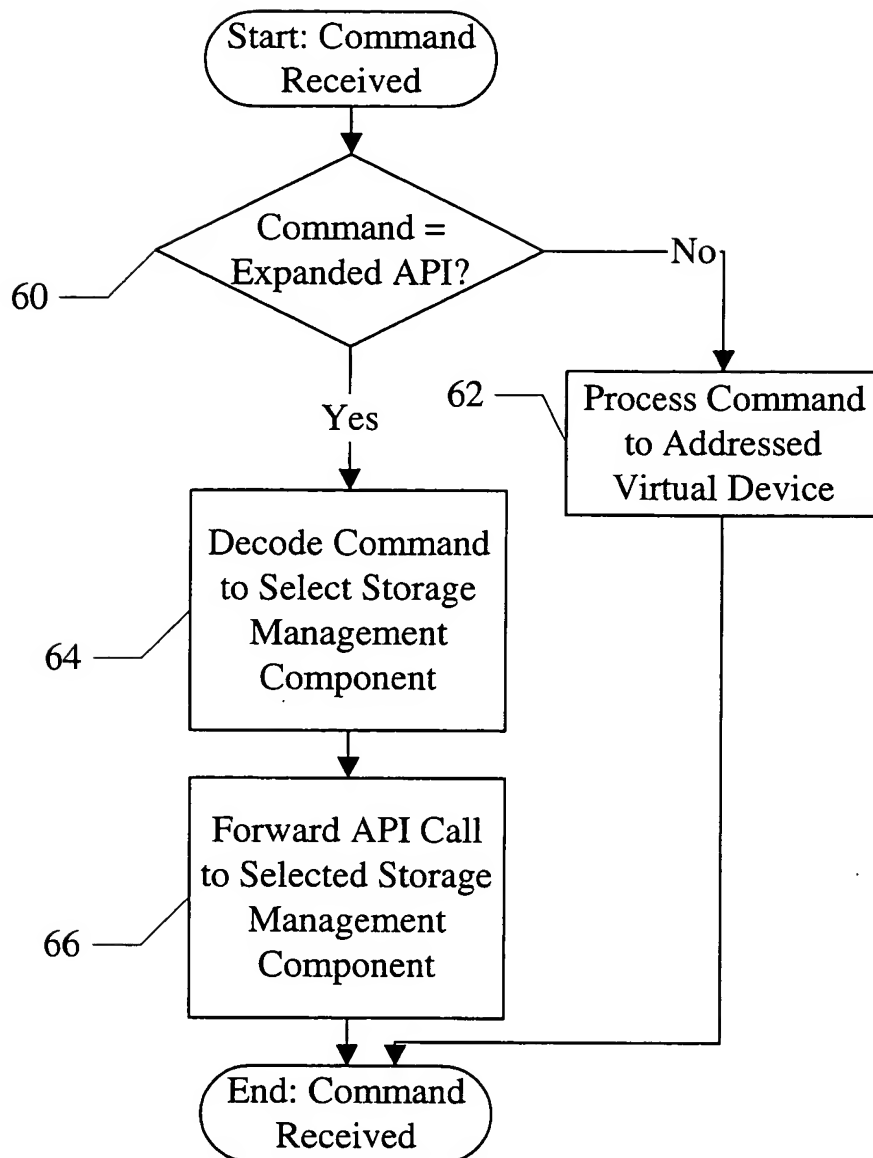 Start: Command
Received
Command =
Expanded API?
60
No
Yes
62
Process Command
to Addressed
Virtual Device
Decode Command
to Select Storage
Management
Component
64
Forward API Call
to Selected Storage
Management
Component
66
End: Command
Received